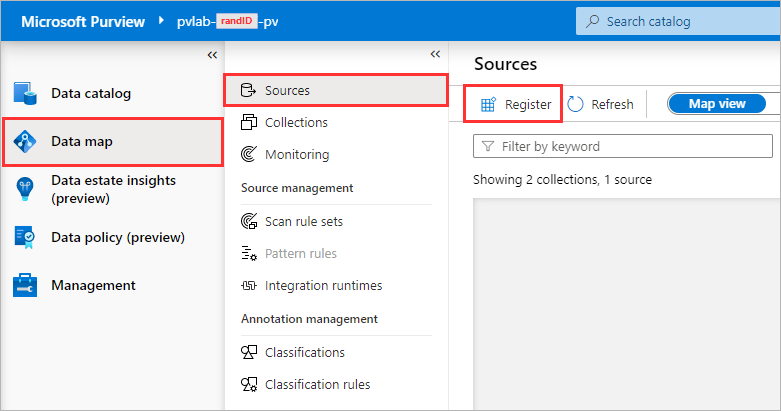 Microsoft Purview pvlab-randID-pv Search catalog
Data catalog
Data map
Data estate insights
(preview)
Data policy (preview)
Management
Sources
Collections
Monitoring
Source management
Scan rule sets
Pattern rules
Integration runtimes
Annotation management
Classifications
Classification rules
Sources
Register Refresh Map view
Filter by keyword
Showing 2 collections, 1 source